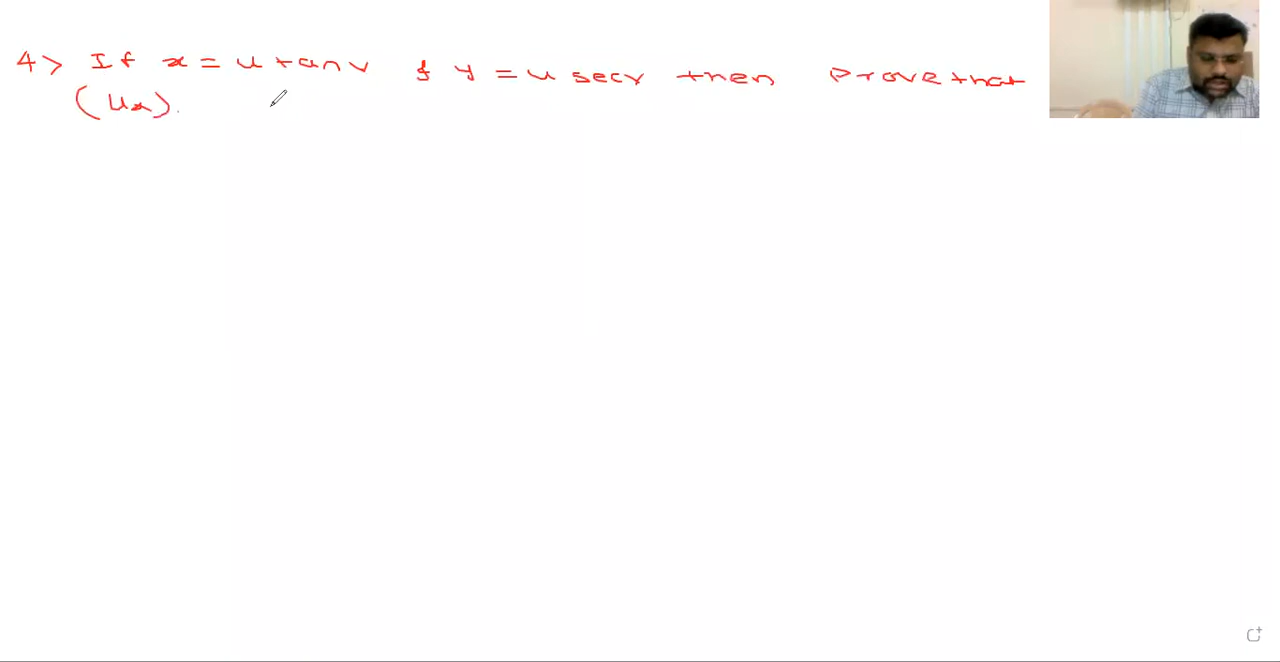 4> If x = u tan v & y = u sec v then prove that
(ux).